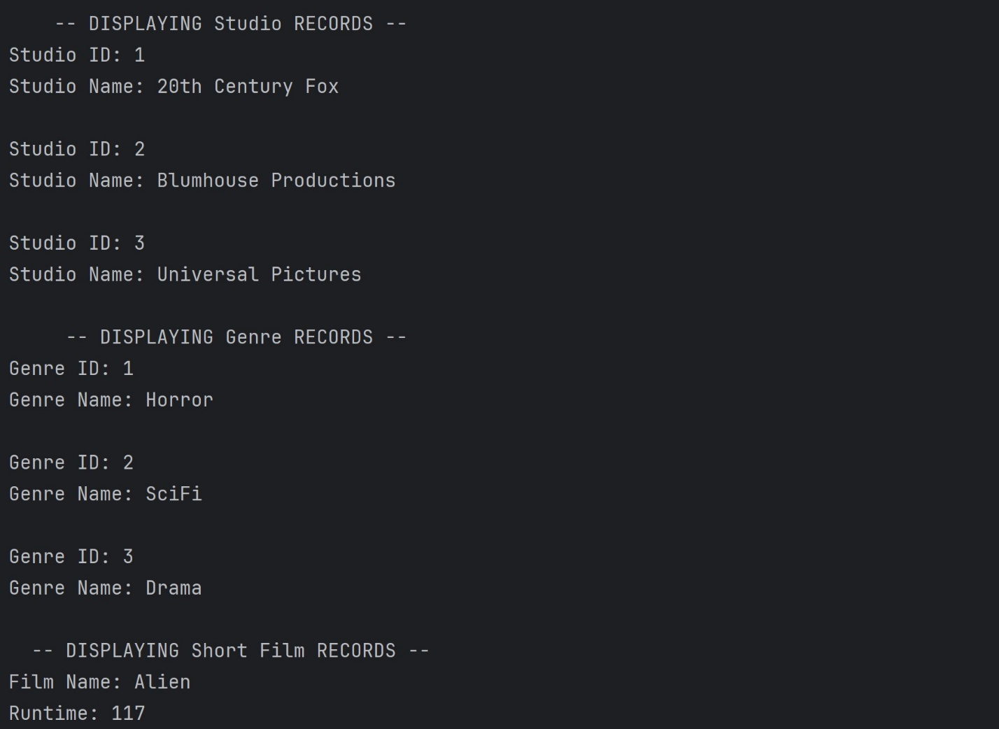 -- DISPLAYING Studio RECORDS --
Studio ID: 1
Studio Name: 20th Century Fox
Studio ID: 2
Studio Name: Blumhouse Productions
Studio ID: 3
Studio Name: Universal Pictures
-- DISPLAYING Genre RECORDS --
Genre ID: 1
Genre Name: Horror
Genre ID: 2
Genre Name: SciFi
Genre ID: 3
Genre Name: Drama
-- DISPLAYING Short Film RECORDS --
Film Name: Alien
Runtime: 117